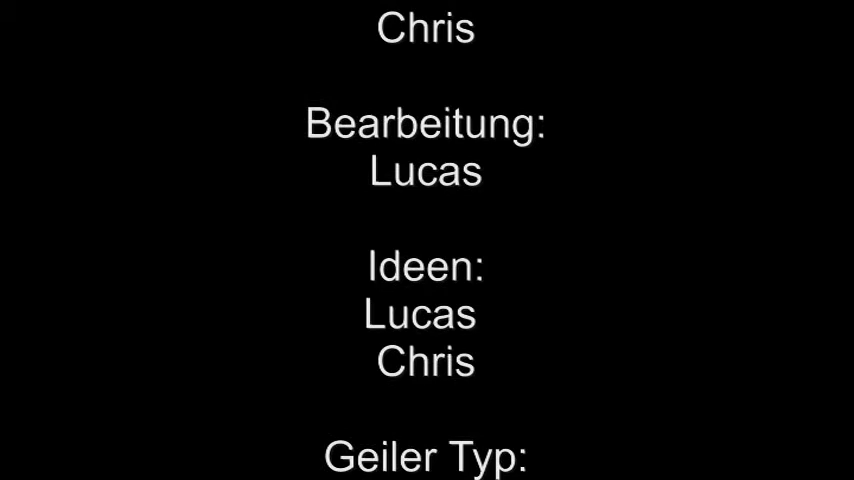 Chris
Bearbeitung:
Lucas
Ideen:
Lucas
Chris
Geiler Typ: